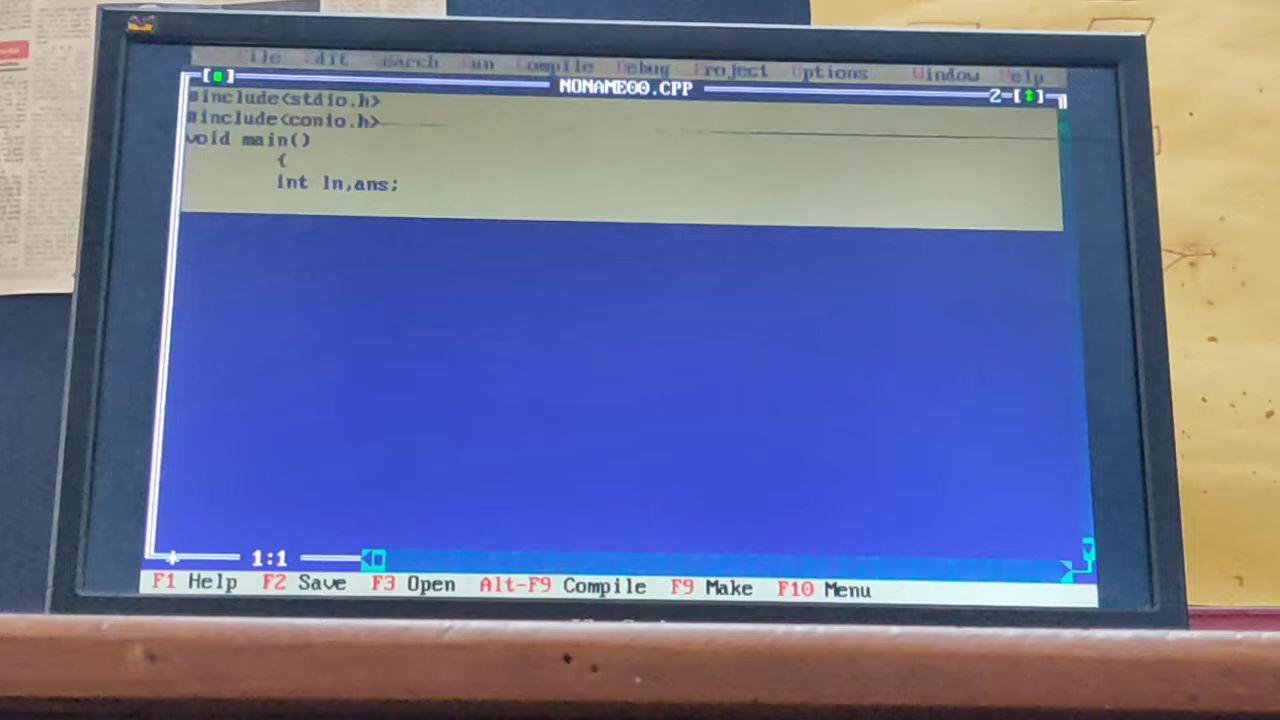 File Edit Search Run Compile Debug Project Options Window Help
NONAME00.CPP 2
#include<stdio.h>
#include<conio.h>
void main()
{
int ln,ans;
1:1
F1 Help F2 Save F3 Open Alt-F9 Compile F9 Make F10 Menu